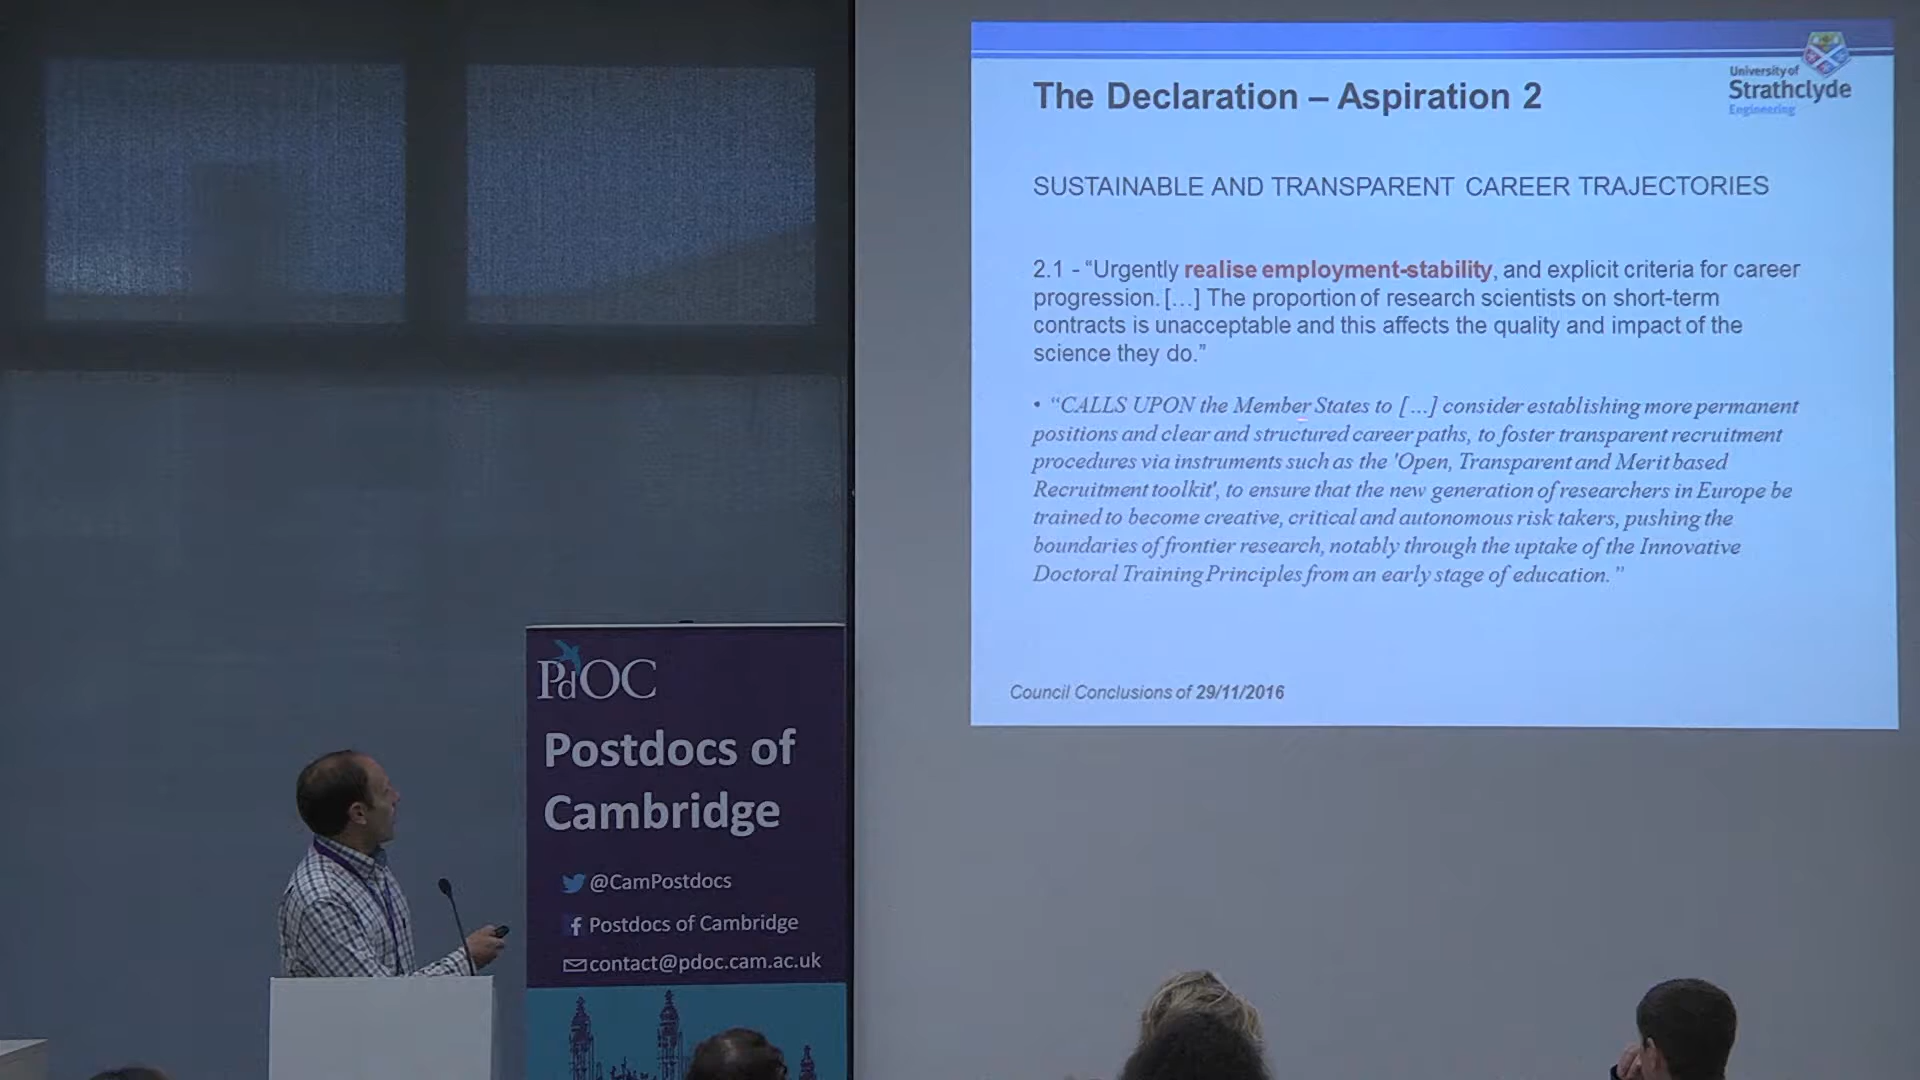 The Declaration – Aspiration 2
University of
Strathclyde
Engineering
SUSTAINABLE AND TRANSPARENT CAREER TRAJECTORIES
2.1 - “Urgently realise employment-stability, and explicit criteria for career
progression. […] The proportion of research scientists on short-term
contracts is unacceptable and this affects the quality and impact of the
science they do.”
• “CALLS UPON the Member States to […] consider establishing more permanent
positions and clear and structured career paths, to foster transparent recruitment
procedures via instruments such as the 'Open, Transparent and Merit based
Recruitment toolkit', to ensure that the new generation of researchers in Europe be
trained to become creative, critical and autonomous risk takers, pushing the
boundaries of frontier research, notably through the uptake of the Innovative
Doctoral Training Principles from an early stage of education.”
Council Conclusions of 29/11/2016
PdOC
Postdocs of
Cambridge
@CamPostdocs
Postdocs of Cambridge
contact@pdoc.cam.ac.uk